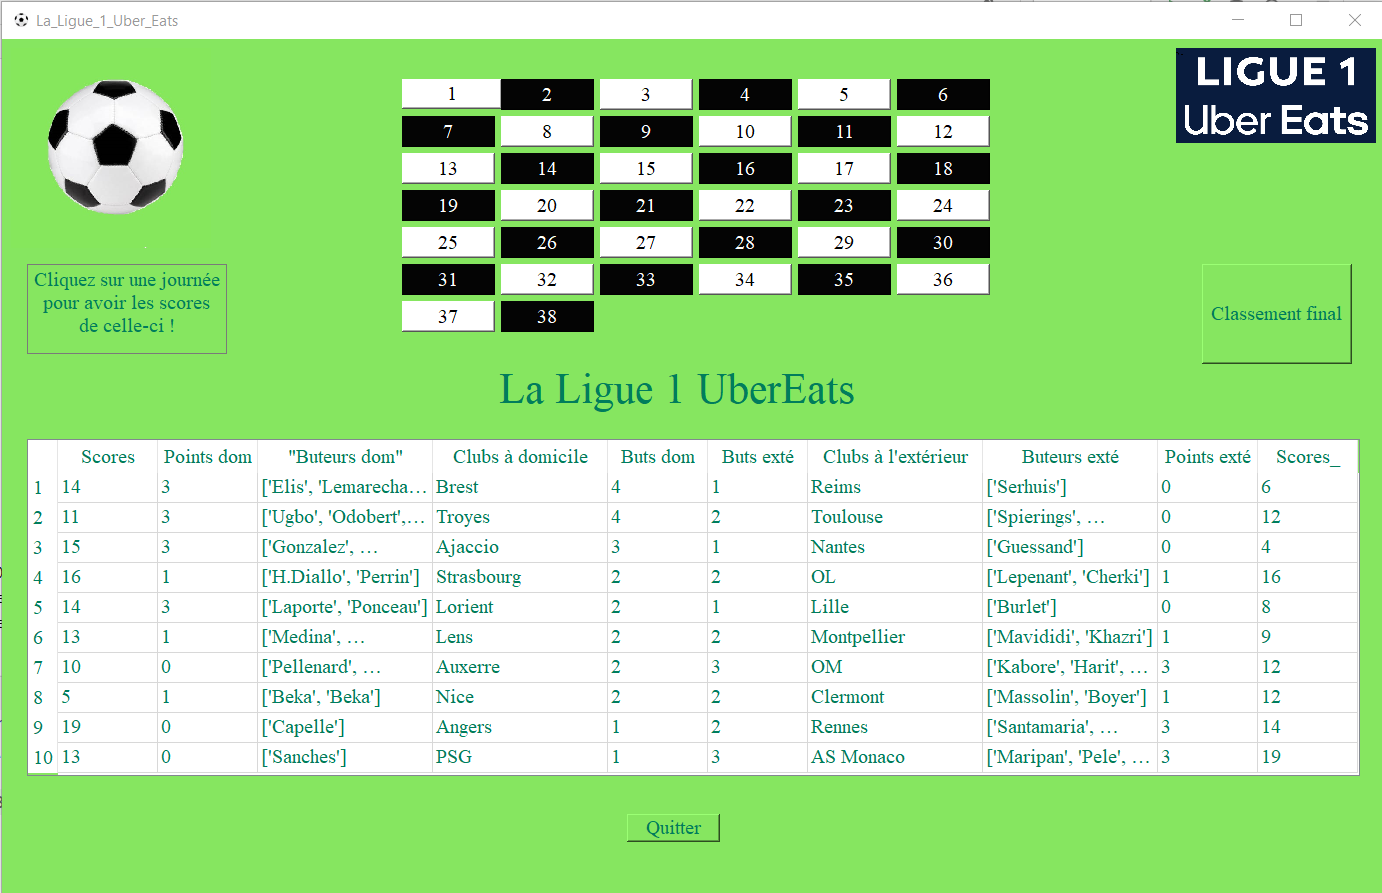 La_Ligue_1_Uber_Eats
LIGUE 1
Uber Eats
1 2 3 4 5 6
7 8 9 10 11 12
13 14 15 16 17 18
19 20 21 22 23 24
25 26 27 28 29 30
31 32 33 34 35 36
37 38
Cliquez sur une journée
pour avoir les scores
de celle-ci !
Classement final
La Ligue 1 UberEats
Scores Points dom "Buteurs dom" Clubs à domicile Buts dom Buts exté Clubs à l'extérieur Buteurs exté Points exté Scores_
1 14 3 ['Elis', 'Lemarecha… Brest 4 1 Reims ['Serhuis'] 0 6
2 11 3 ['Ugbo', 'Odobert',… Troyes 4 2 Toulouse ['Spierings', … 0 12
3 15 3 ['Gonzalez', … Ajaccio 3 1 Nantes ['Guessand'] 0 4
4 16 1 ['H.Diallo', 'Perrin'] Strasbourg 2 2 OL ['Lepenant', 'Cherki'] 1 16
5 14 3 ['Laporte', 'Ponceau'] Lorient 2 1 Lille ['Burlet'] 0 8
6 13 1 ['Medina', … Lens 2 2 Montpellier ['Mavididi', 'Khazri'] 1 9
7 10 0 ['Pellenard', … Auxerre 2 3 OM ['Kabore', 'Harit', … 3 12
8 5 1 ['Beka', 'Beka'] Nice 2 2 Clermont ['Massolin', 'Boyer'] 1 12
9 19 0 ['Capelle'] Angers 1 2 Rennes ['Santamaria', … 3 14
10 13 0 ['Sanches'] PSG 1 3 AS Monaco ['Maripan', 'Pele', … 3 19
Quitter